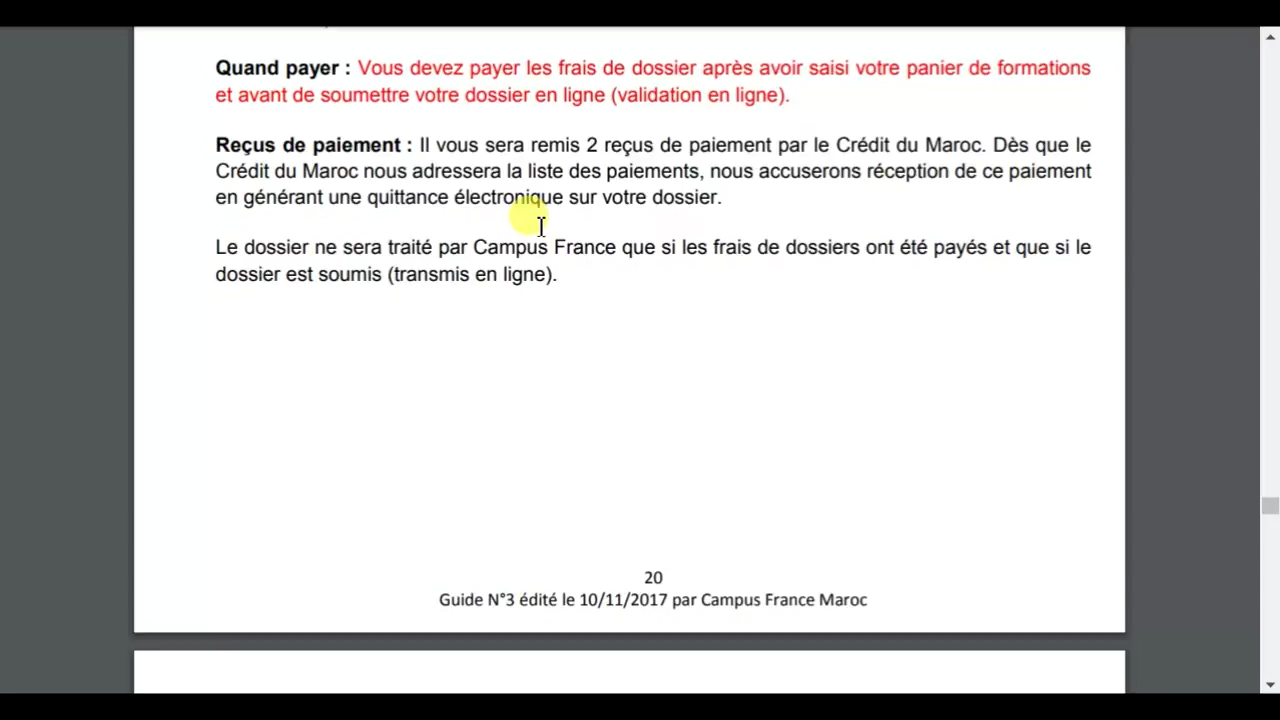 Quand payer : Vous devez payer les frais de dossier après avoir saisi votre panier de formations
et avant de soumettre votre dossier en ligne (validation en ligne).
Reçus de paiement : Il vous sera remis 2 reçus de paiement par le Crédit du Maroc. Dès que le
Crédit du Maroc nous adressera la liste des paiements, nous accuserons réception de ce paiement
en générant une quittance électronique sur votre dossier.
Le dossier ne sera traité par Campus France que si les frais de dossiers ont été payés et que si le
dossier est soumis (transmis en ligne).
20
Guide N°3 édité le 10/11/2017 par Campus France Maroc